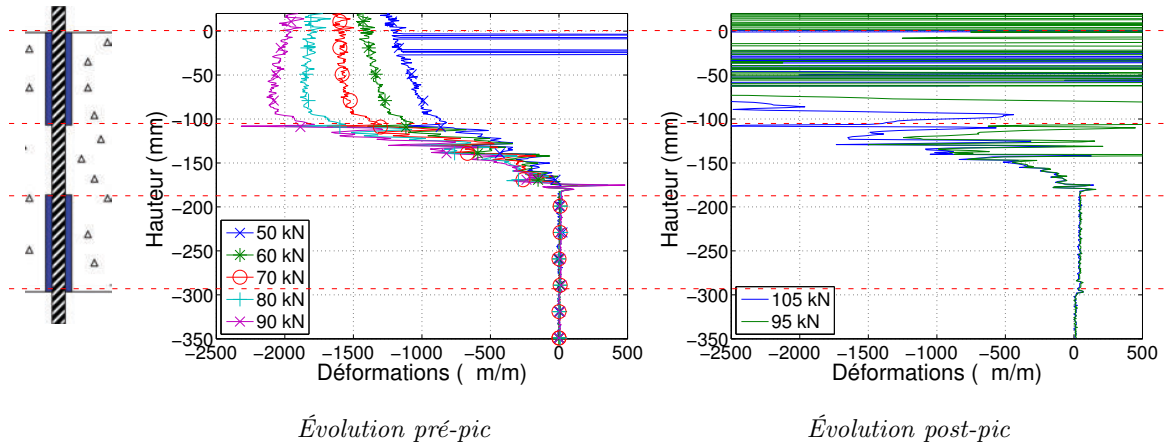 Hauteur (mm)
0
−50
−100
−150
−200
−250
−300
−350
50 kN
60 kN
70 kN
80 kN
90 kN
−2500 −2000 −1500 −1000 −500 0 500
Déformations ( m/m)
Évolution pré-pic
Hauteur (mm)
0
−50
−100
−150
−200
−250
−300
−350
105 kN
95 kN
−2500 −2000 −1500 −1000 −500 0 500
Déformations ( m/m)
Évolution post-pic